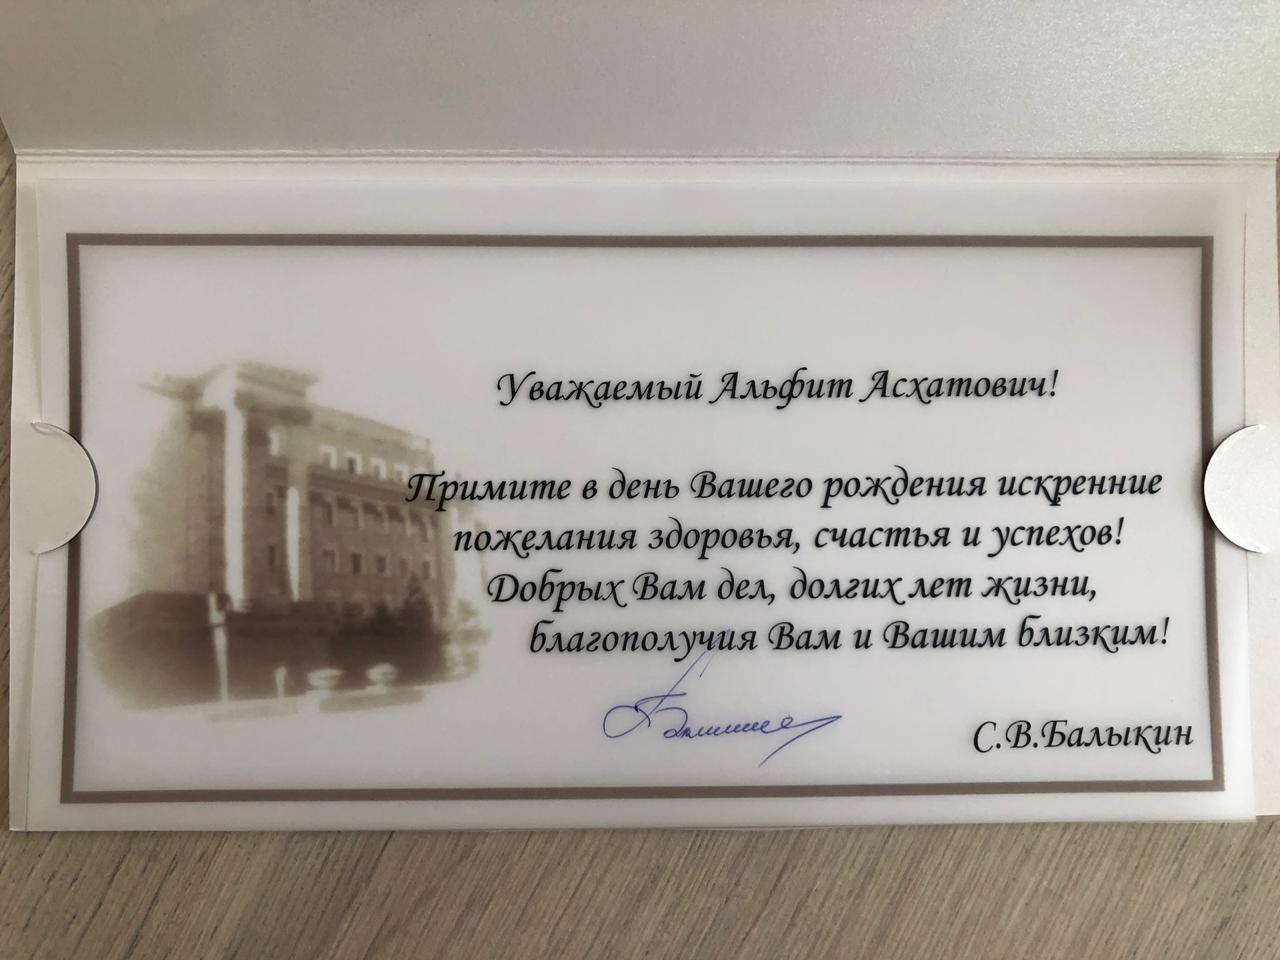 Уважаемый Альфит Асхатович!
Примите в день Вашего рождения искренние
пожелания здоровья, счастья и успехов!
Добрых Вам дел, долгих лет жизни,
благополучия Вам и Вашим близким!
С.В.Балыкин